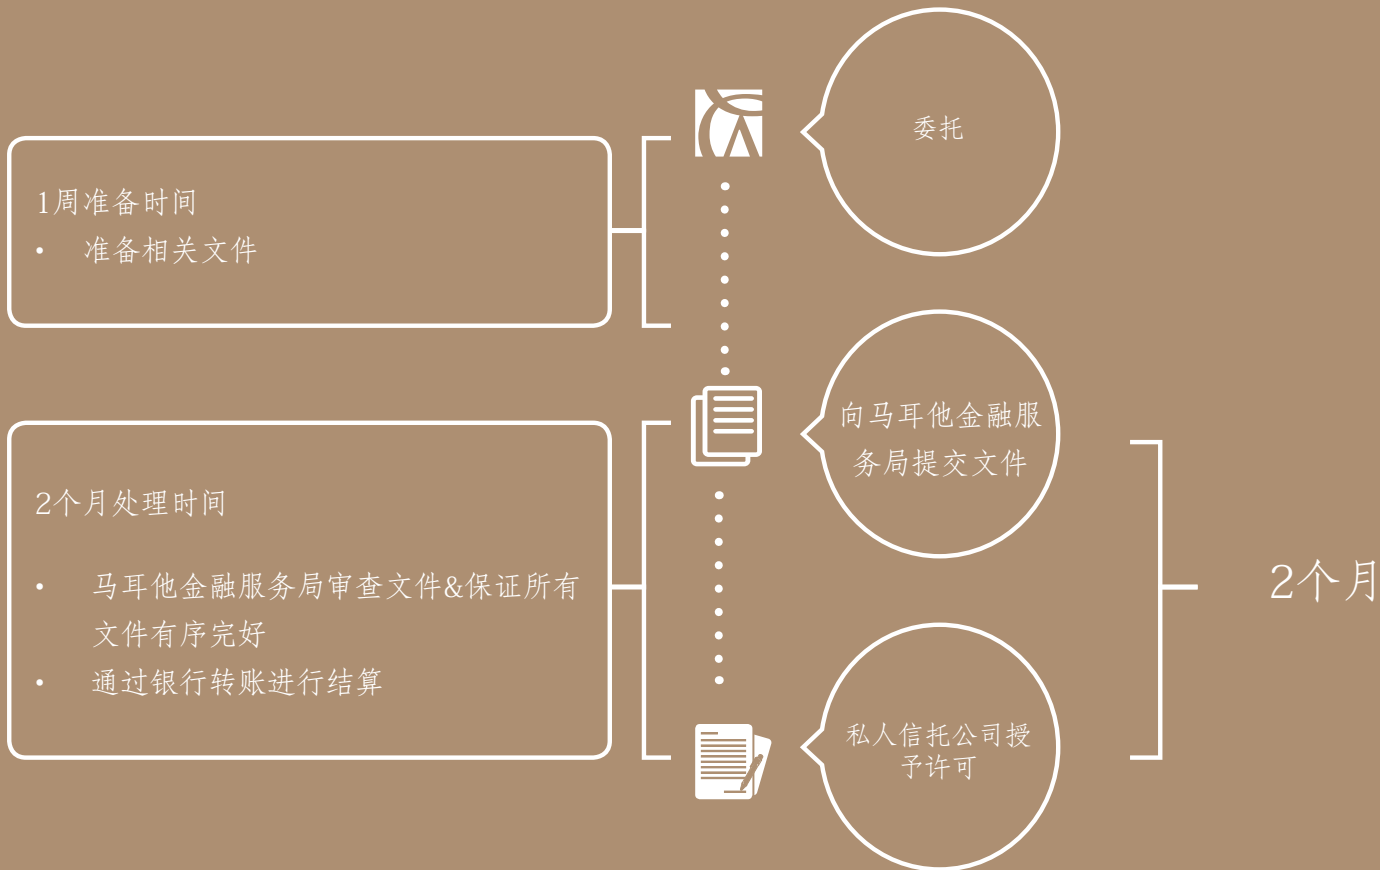 委托
1周准备时间
• 准备相关文件
向马耳他金融服
务局提交文件
2个月处理时间
• 马耳他金融服务局审查文件&保证所有
文件有序完好
• 通过银行转账进行结算
2个月
私人信托公司授
予许可